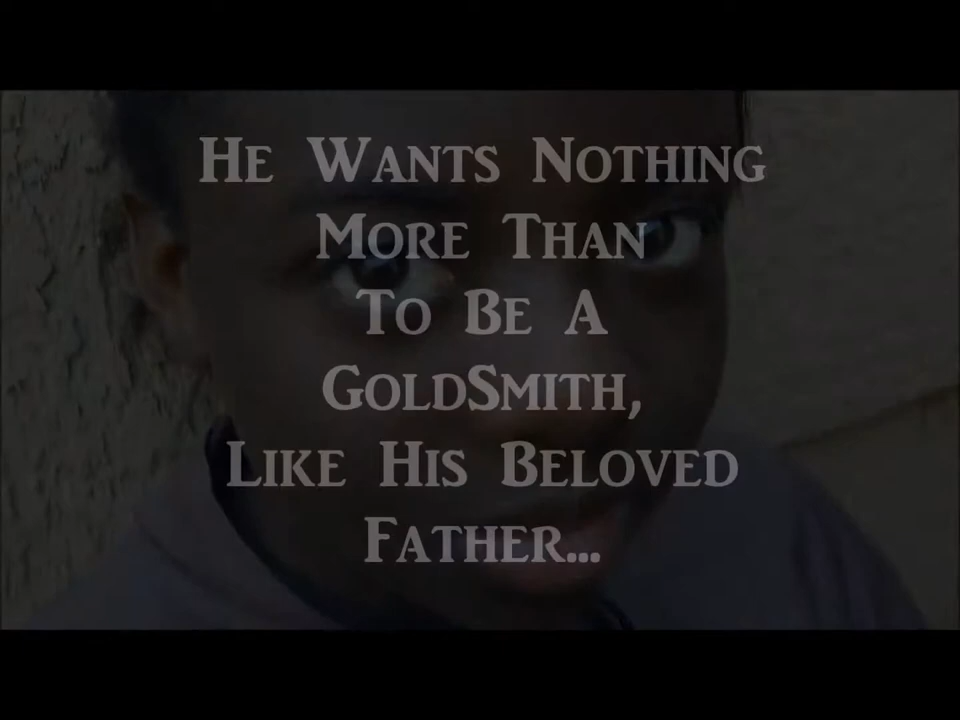 He Wants Nothing
More Than
To Be A
GoldSmith,
Like His Beloved
Father...